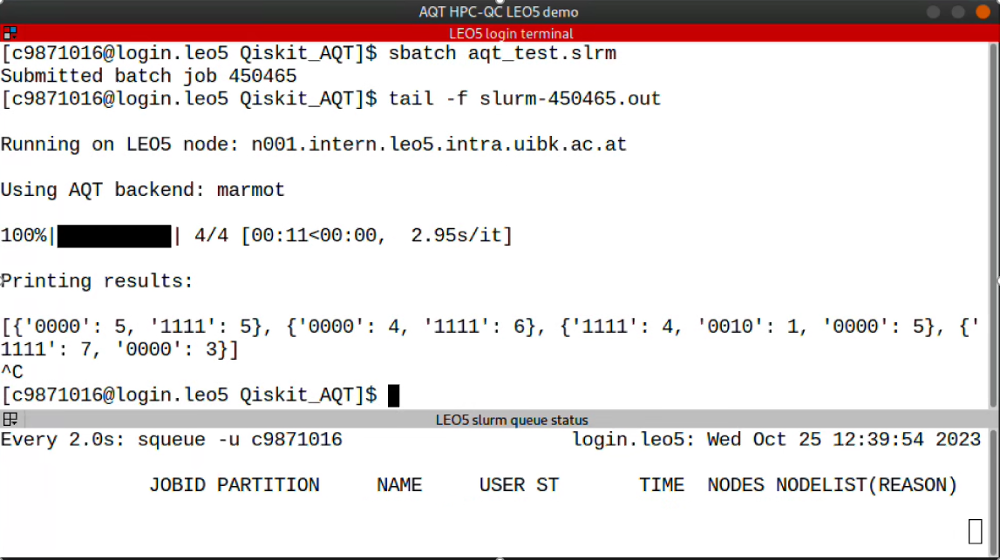 AQT HPC-QC LEO5 demo
LEO5 login terminal
[c9871016@login.leo5 Qiskit_AQT]$ sbatch aqt_test.slrm
Submitted batch job 450465
[c9871016@login.leo5 Qiskit_AQT]$ tail -f slurm-450465.out
Running on LEO5 node: n001.intern.leo5.intra.uibk.ac.at
Using AQT backend: marmot
100%|██████████| 4/4 [00:11<00:00,  2.95s/it]
Printing results:
[{'0000': 5, '1111': 5}, {'0000': 4, '1111': 6}, {'1111': 4, '0010': 1, '0000': 5}, {'
1111': 7, '0000': 3}]
^C
[c9871016@login.leo5 Qiskit_AQT]$
LEO5 slurm queue status
Every 2.0s: squeue -u c9871016 login.leo5: Wed Oct 25 12:39:54 2023
JOBID PARTITION NAME USER ST TIME NODES NODELIST(REASON)